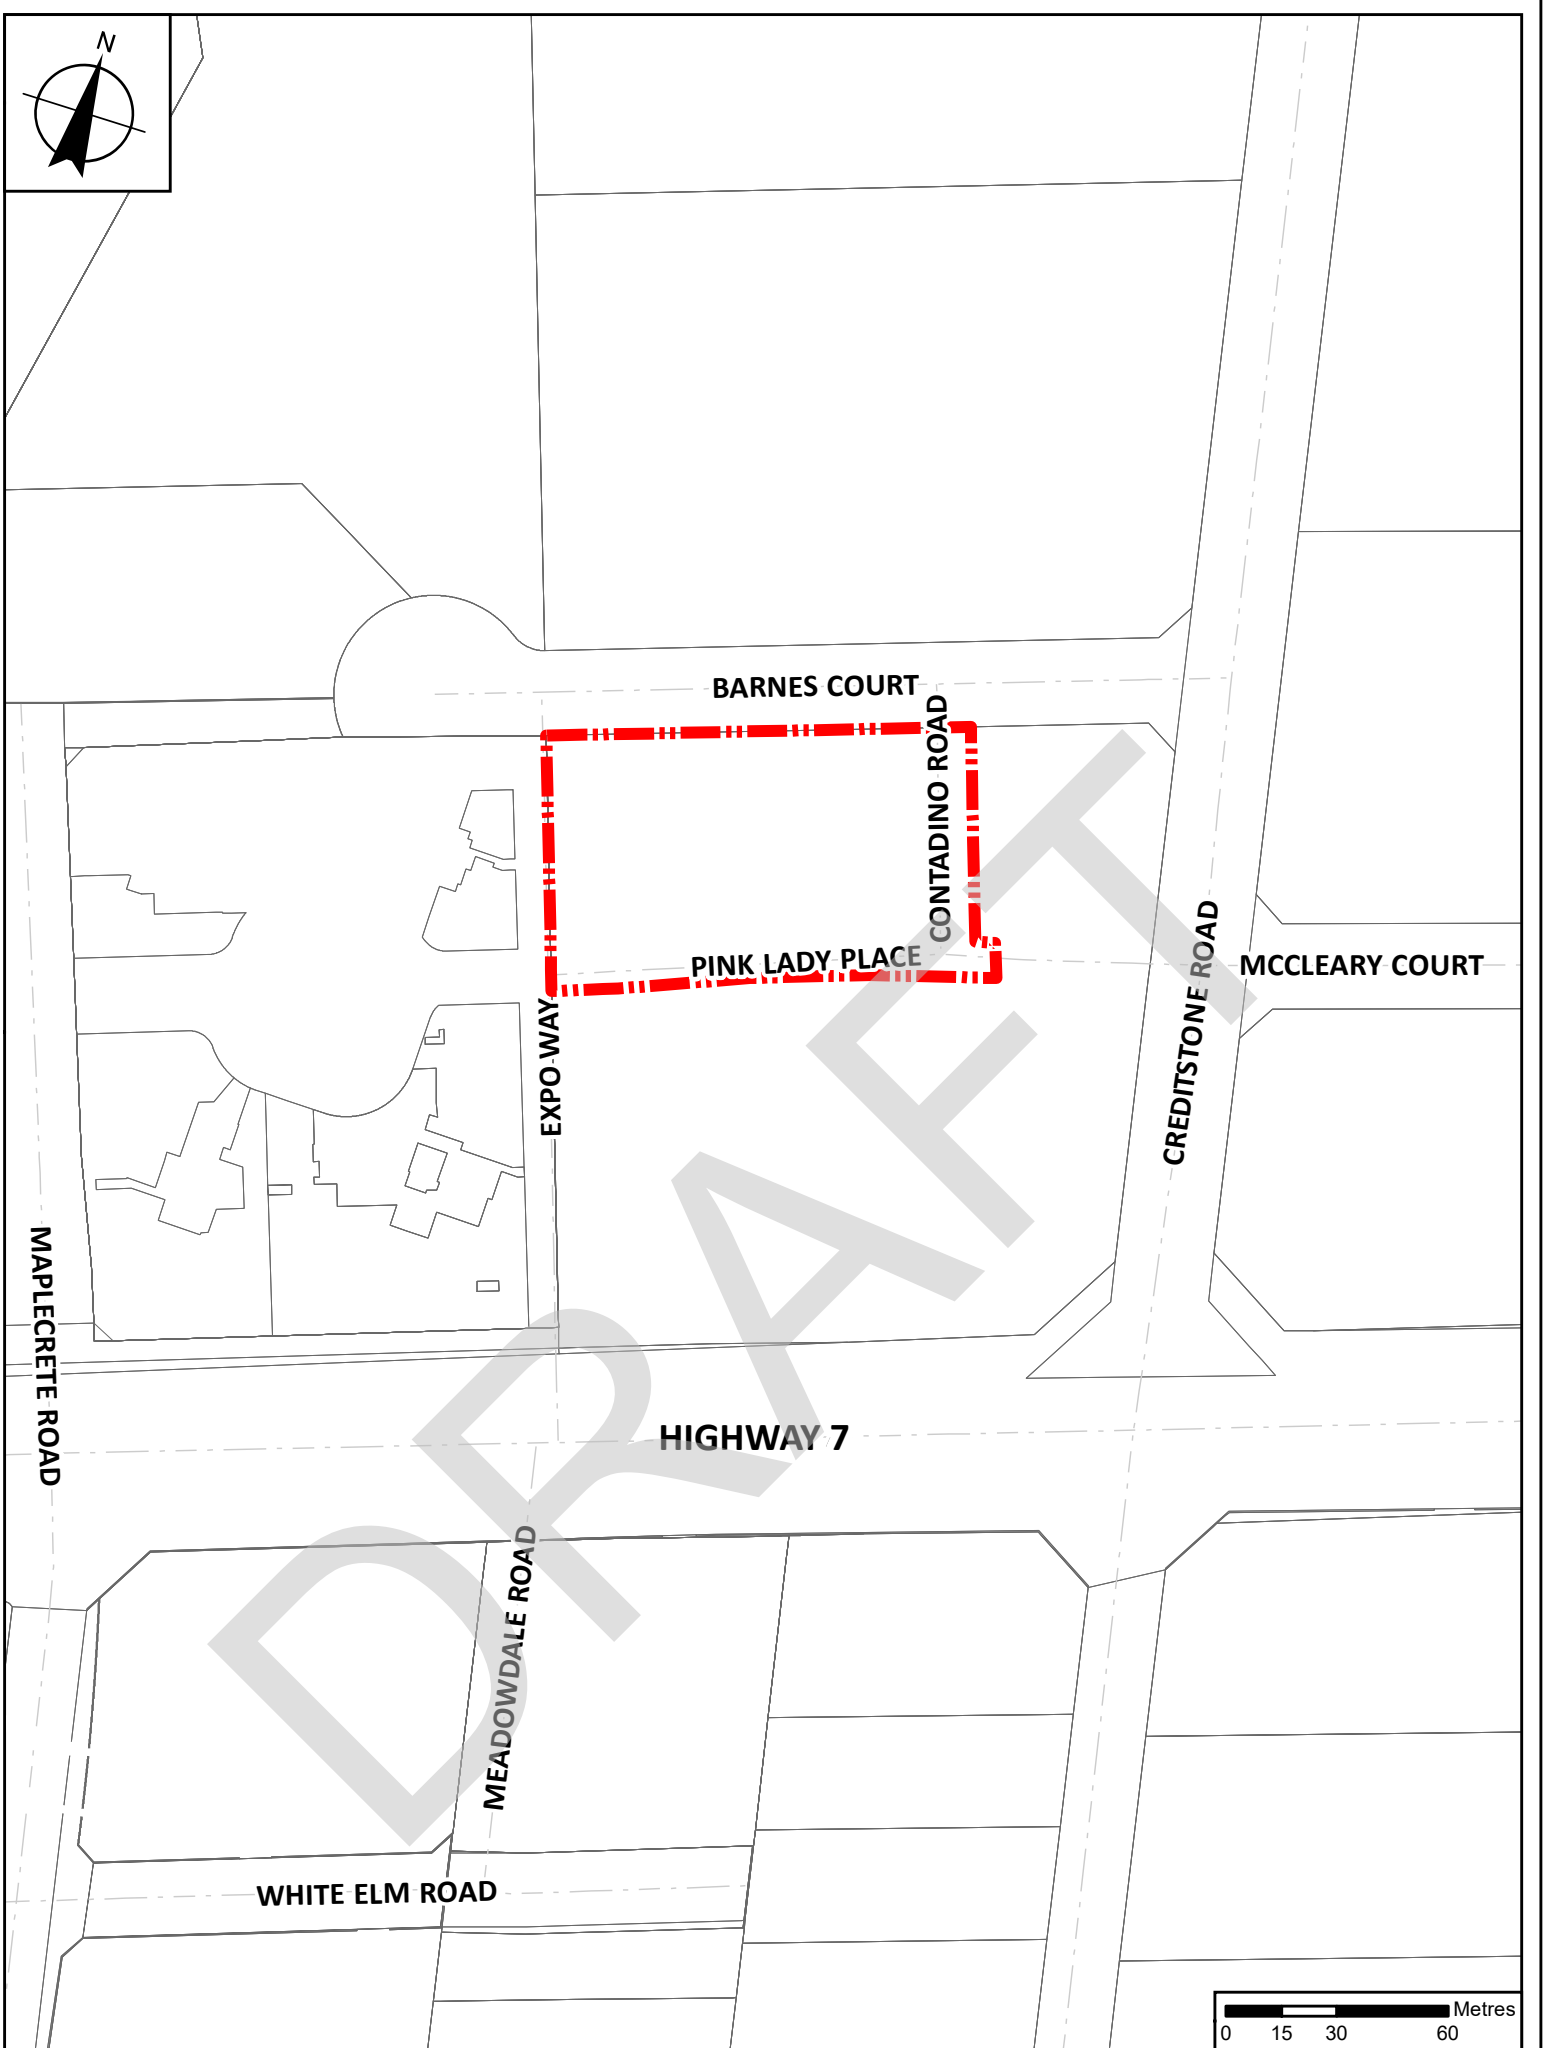 N
BARNES COURT
CONTADINO ROAD
PINK LADY PLACE
EXPO WAY
CREDITSTONE ROAD
MCCLEARY COURT
MAPLECRETE ROAD
HIGHWAY 7
MEADOWDALE ROAD
WHITE ELM ROAD
DRAFT
Metres
0 15 30 60